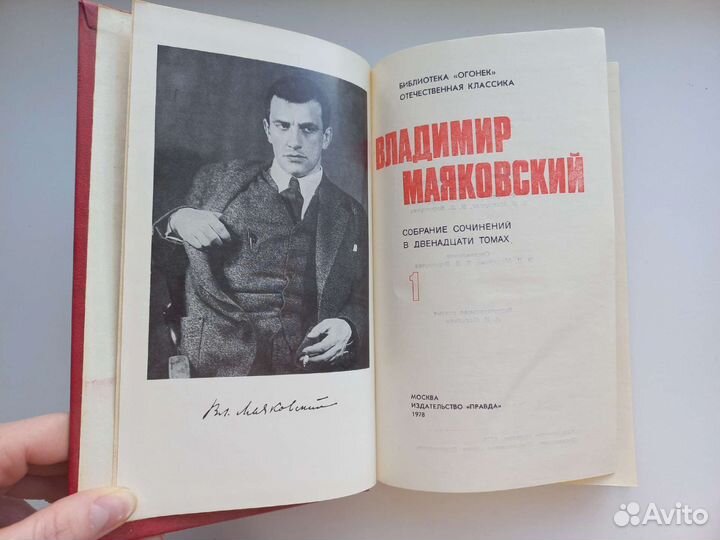 Вл. Маяковский
БИБЛИОТЕКА «ОГОНЕК»
ОТЕЧЕСТВЕННАЯ КЛАССИКА
ВЛАДИМИР
МАЯКОВСКИЙ
СОБРАНИЕ СОЧИНЕНИЙ
В ДВЕНАДЦАТИ ТОМАХ
1
МОСКВА
ИЗДАТЕЛЬСТВО «ПРАВДА»
1978
Avito